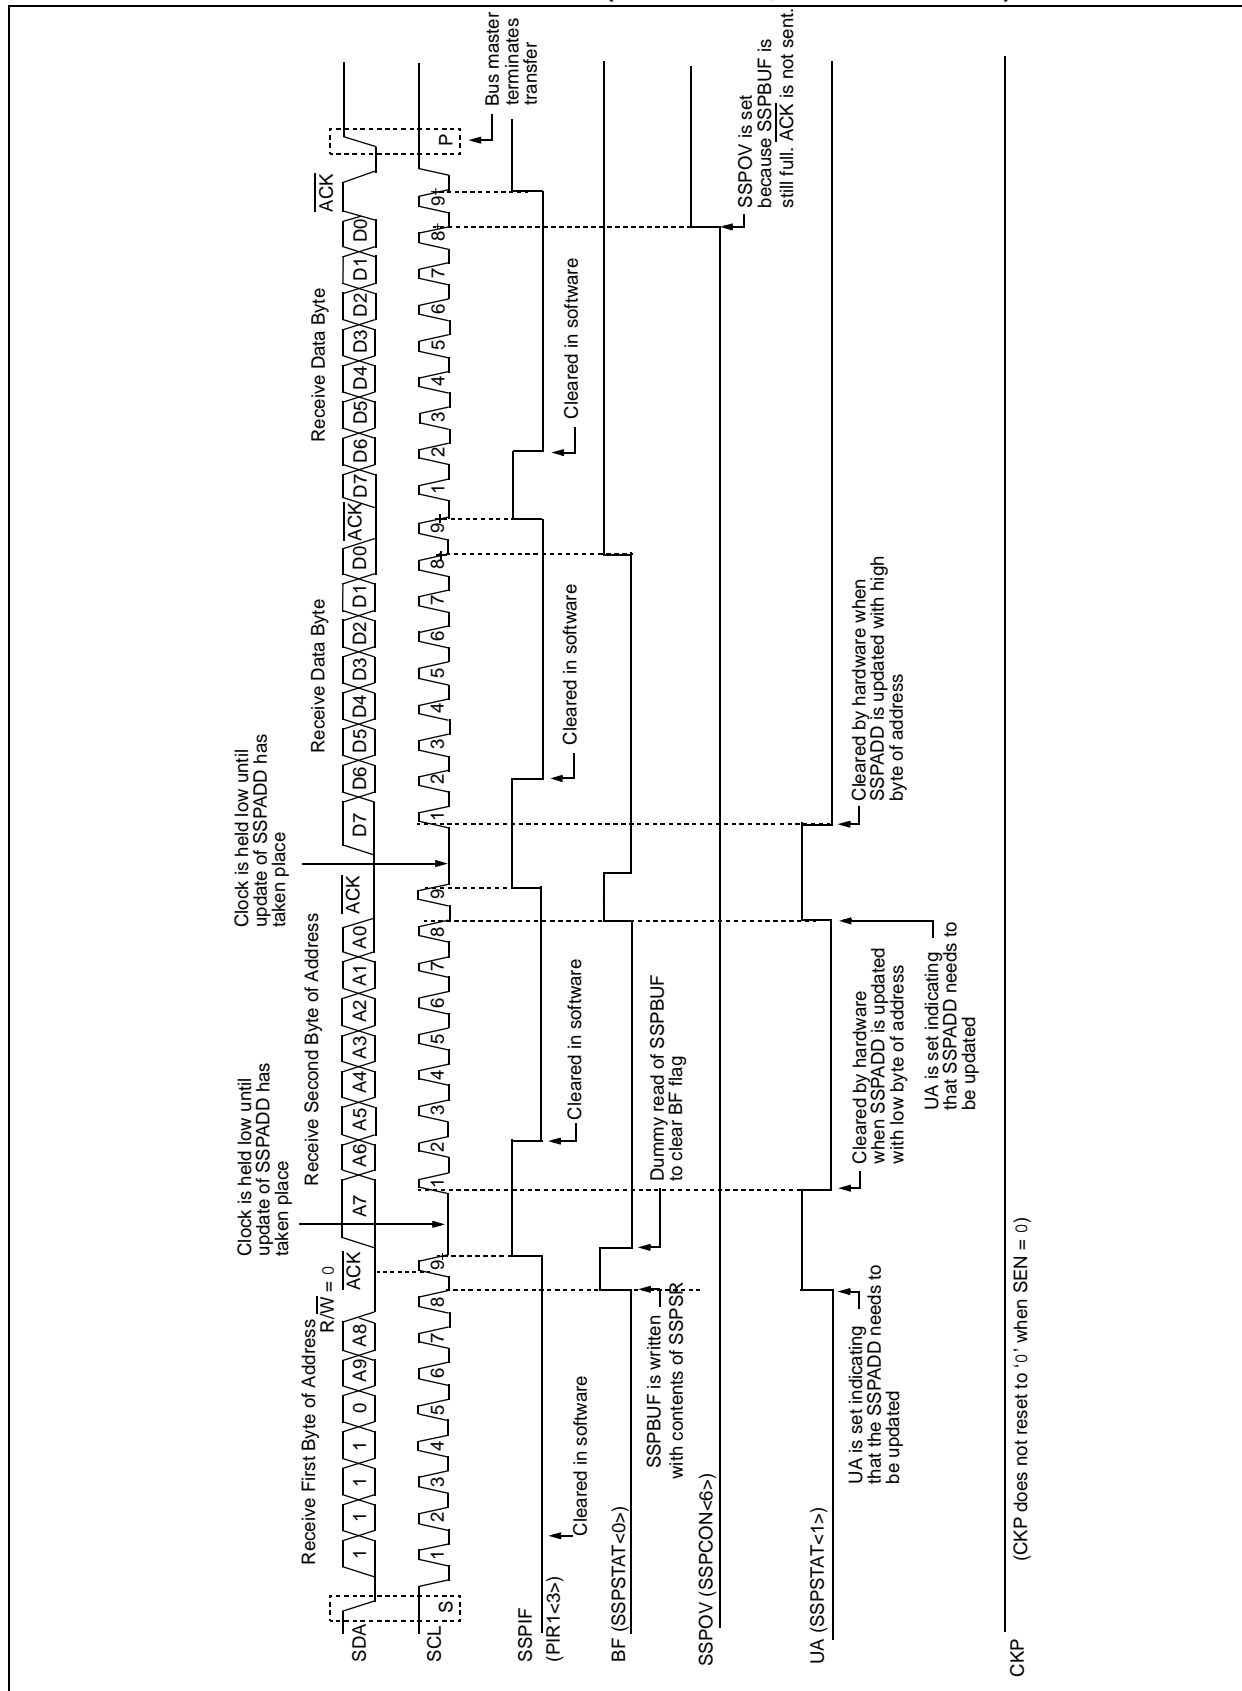 Clock is held low until
update of SSPADD has
taken place
Clock is held low until
update of SSPADD has
taken place
Receive First Byte of Address
R/W = 0
ACK
Receive Second Byte of Address
ACK
Receive Data Byte
ACK
Receive Data Byte
ACK
SDA
1 1 1 1 0 A9 A8
A7 A6 A5 A4 A3 A2 A1 A0
D7 D6 D5 D4 D3 D2 D1 D0
D7 D6 D5 D4 D3 D2 D1 D0
SCL
S
1 2 3 4 5 6 7 8 9
1 2 3 4 5 6 7 8 9
1 2 3 4 5 6 7 8 9
1 2 3 4 5 6 7 8 9
P
Bus master
terminates
transfer
SSPIF
(PIR1<3>)
Cleared in software
Cleared in software
Cleared in software
Cleared in software
BF (SSPSTAT<0>)
SSPBUF is written
with contents of SSPSR
Dummy read of SSPBUF
to clear BF flag
SSPOV (SSPCON<6>)
SSPOV is set
because SSPBUF is
still full. ACK is not sent.
UA (SSPSTAT<1>)
UA is set indicating
that the SSPADD needs to
be updated
Cleared by hardware
when SSPADD is updated
with low byte of address
UA is set indicating
that SSPADD needs to
be updated
Cleared by hardware when
SSPADD is updated with high
byte of address
CKP
(CKP does not reset to ‘0’ when SEN = 0)